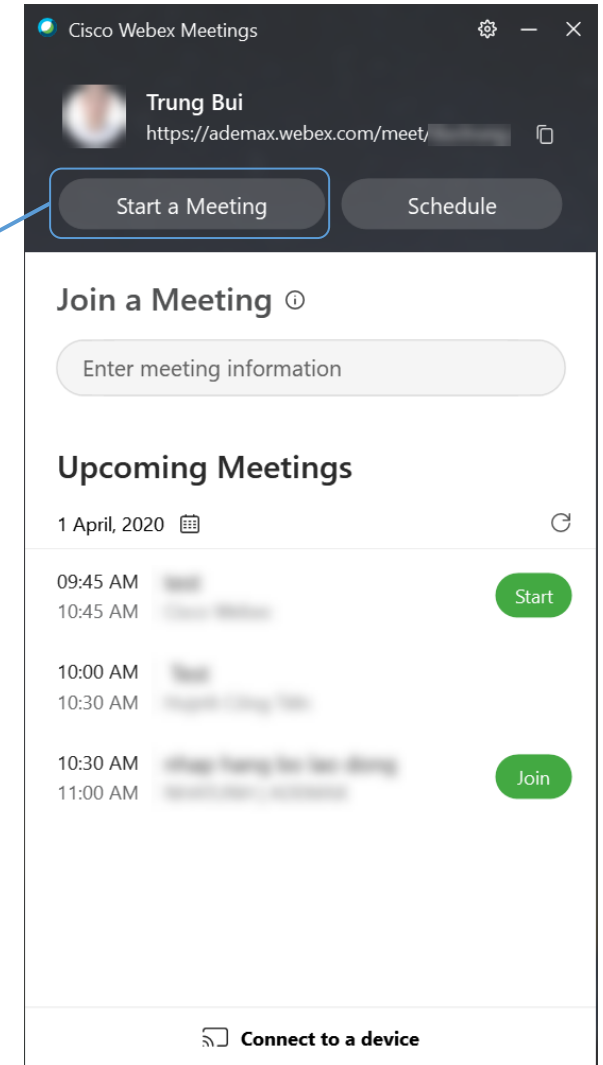 Cisco Webex Meetings
Trung Bui
https://ademax.webex.com/meet/
Start a Meeting
Schedule
Join a Meeting
Enter meeting information
Upcoming Meetings
1 April, 2020
09:45 AM
Start
10:45 AM
10:00 AM
10:30 AM
10:30 AM
Join
11:00 AM
Connect to a device